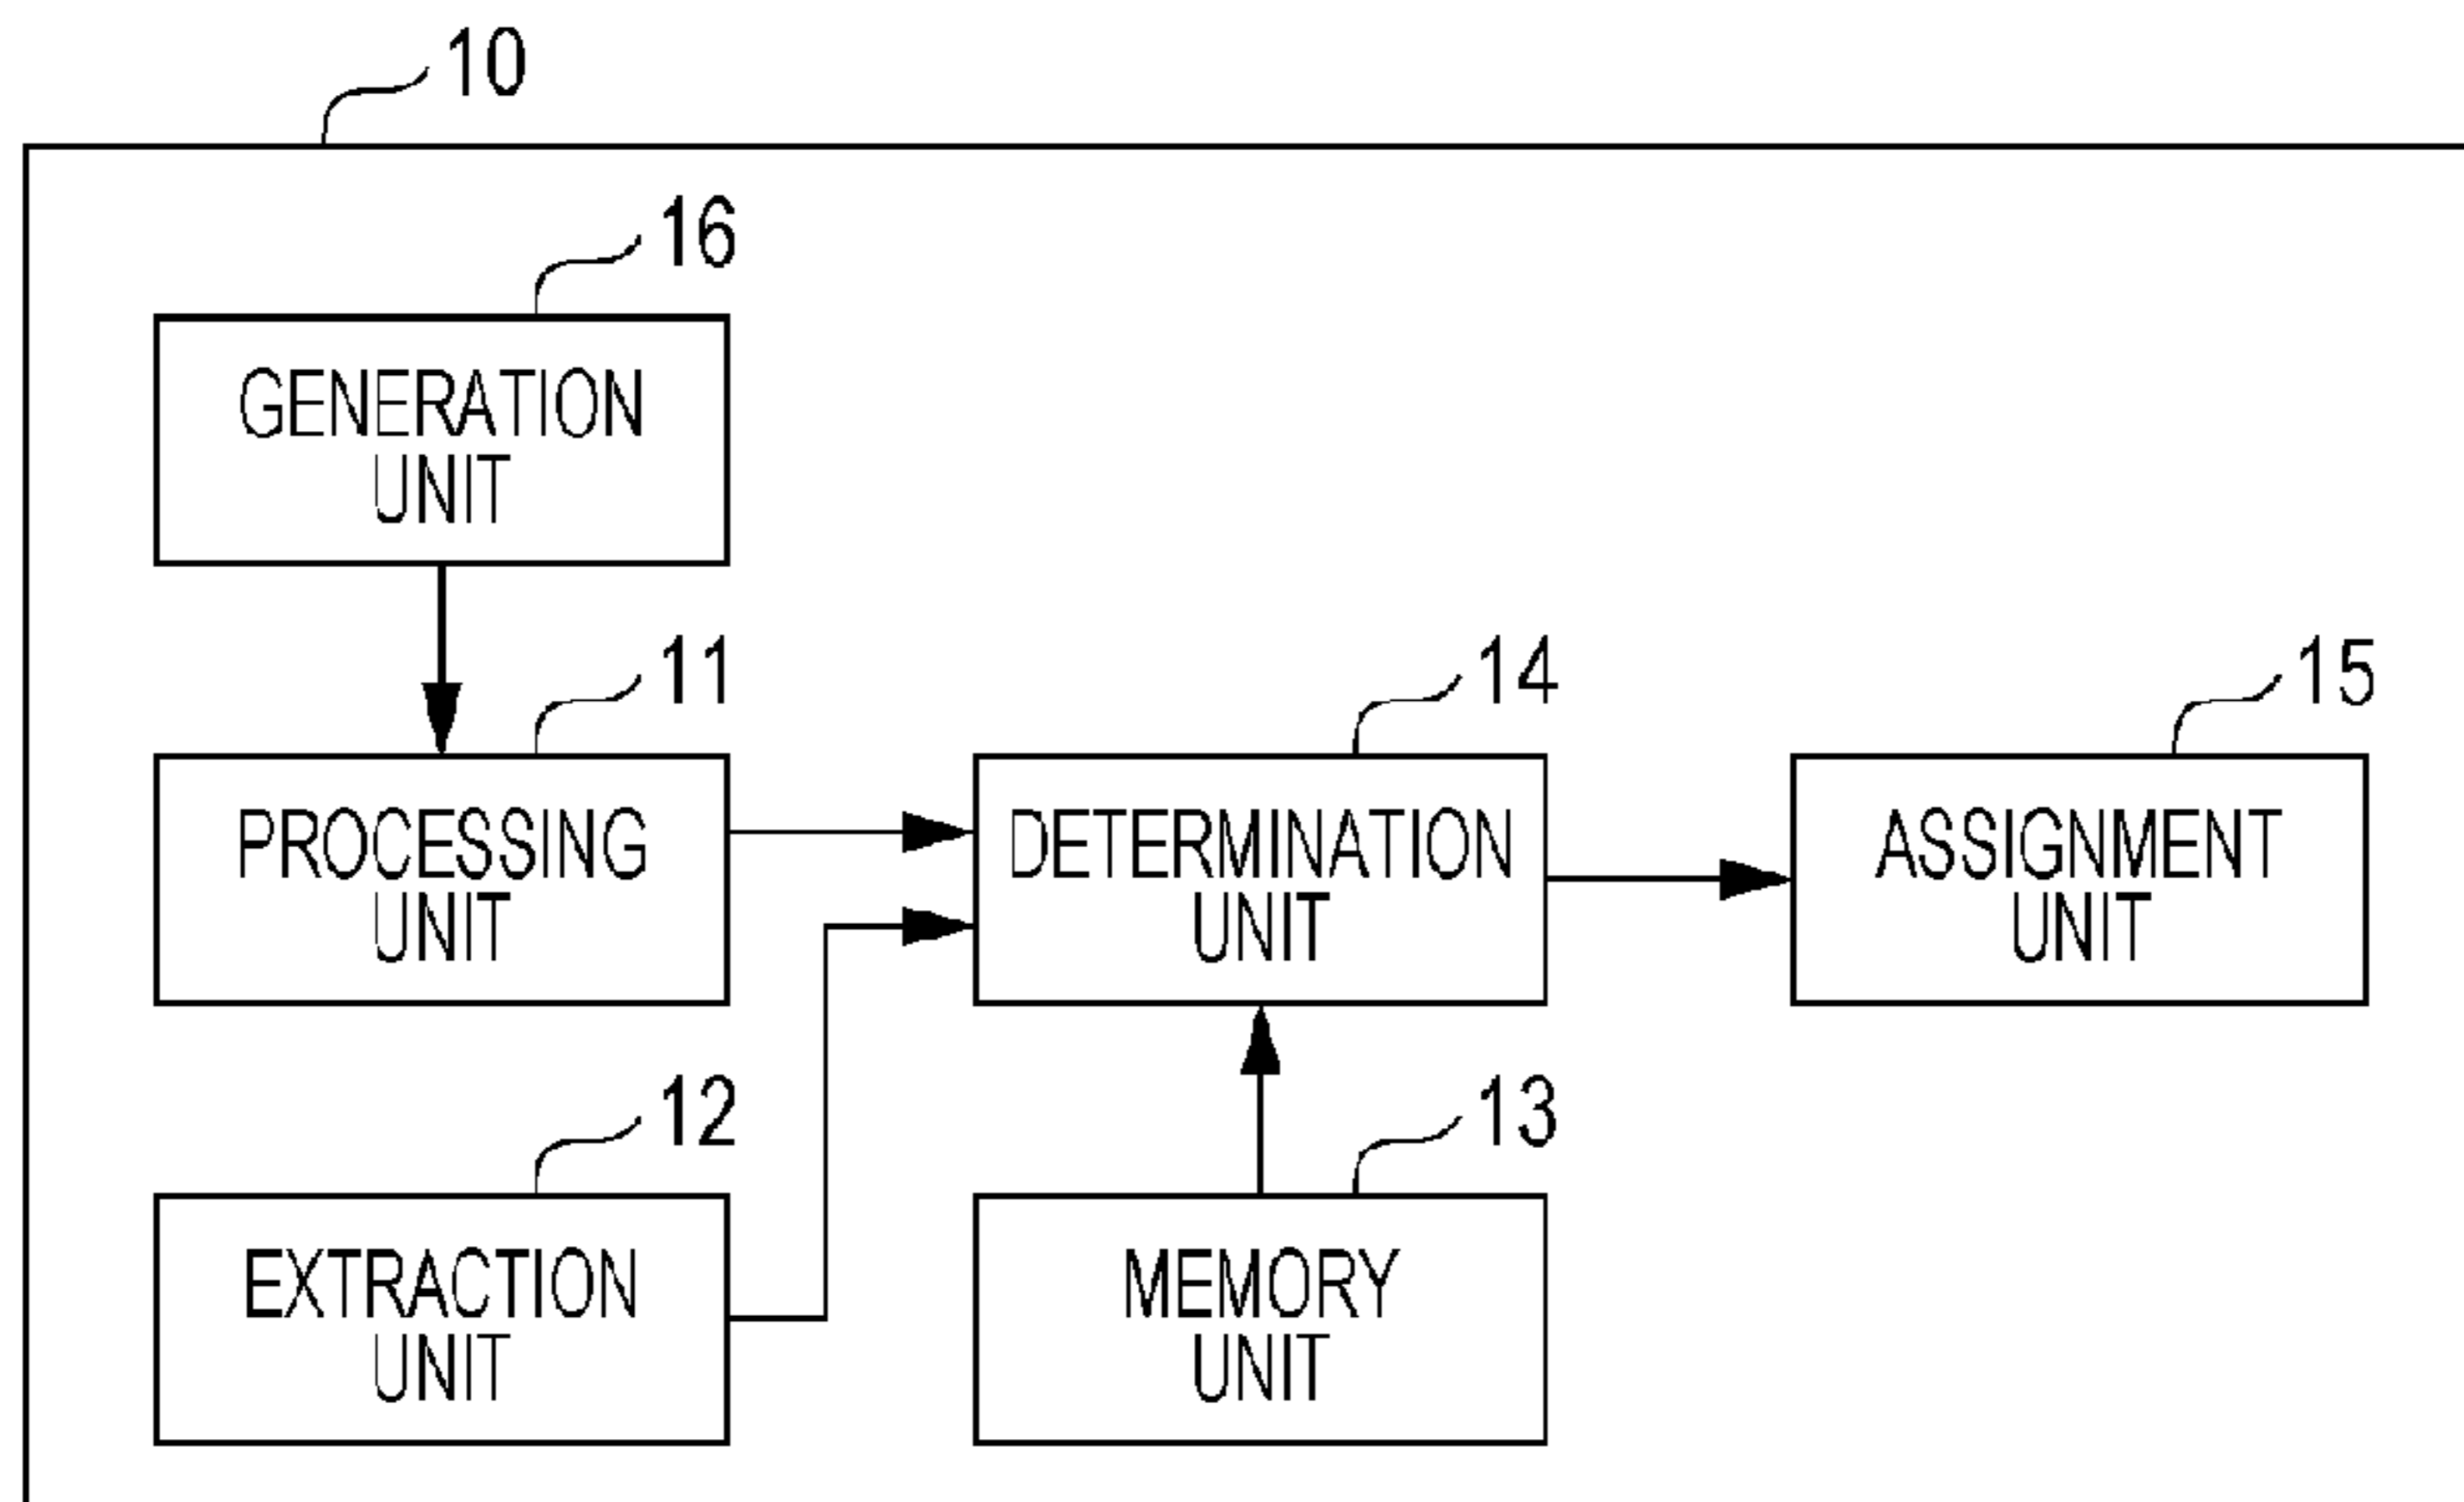 10
16
GENERATION
UNIT
11
14
15
PROCESSING
UNIT
DETERMINATION
UNIT
ASSIGNMENT
UNIT
12
13
EXTRACTION
UNIT
MEMORY
UNIT